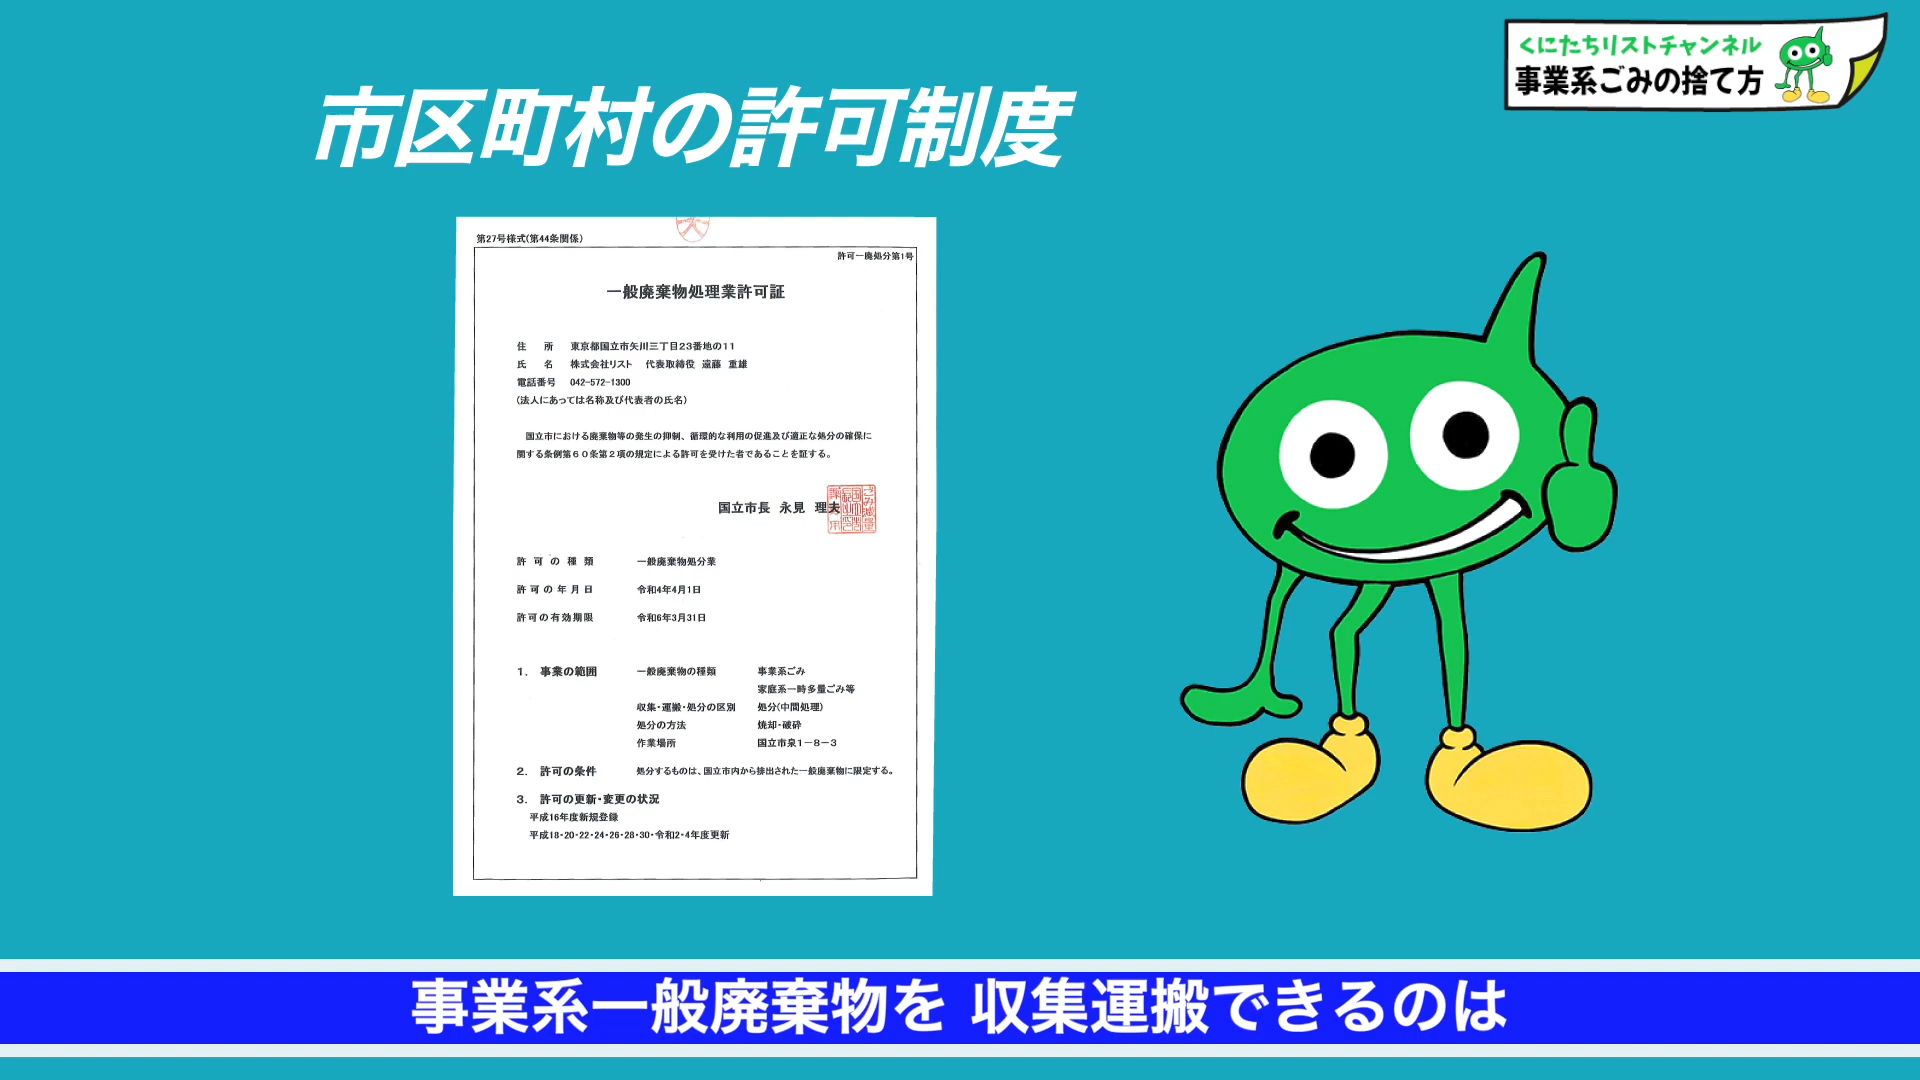 くにたちリストチャンネル
事業系ごみの捨て方
市区町村の許可制度
第27号様式(第44条関係)
許可一廃処分第1号
一般廃棄物処理業許可証
住 所 東京都国立市矢川三丁目23番地の11
氏 名 株式会社リスト 代表取締役 遠藤 重雄
電話番号 042-572-1300
(法人にあっては名称及び代表者の氏名)
国立市における廃棄物等の発生の抑制、循環的な利用の促進及び適正な処分の確保に
関する条例第60条第2項の規定による許可を受けた者であることを証する。
国立市長 永見 理夫
許可の種類 一般廃棄物処分業
許可の年月日 令和4年4月1日
許可の有効期限 令和6年3月31日
1. 事業の範囲 一般廃棄物の種類 事業系ごみ
家庭系一時多量ごみ等
収集・運搬・処分の区別 処分(中間処理)
処分の方法 焼却・破砕
作業場所 国立市泉1-8-3
2. 許可の条件 処分するものは、国立市内から排出された一般廃棄物に限定する。
3. 許可の更新・変更の状況
平成16年度新規登録
平成18・20・22・24・26・28・30・令和2・4年度更新
事業系一般廃棄物を 収集運搬できるのは